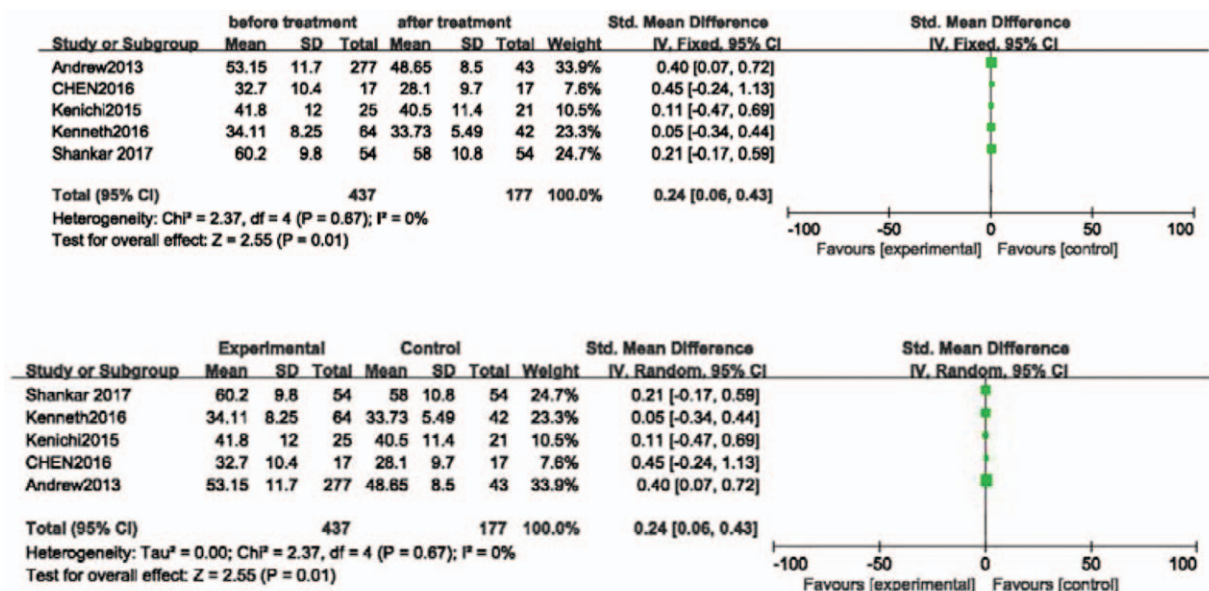 before treatment after treatment Std. Mean Difference Std. Mean Difference
Study or Subgroup Mean SD Total Mean SD Total Weight IV, Fixed, 95% CI IV, Fixed, 95% CI
Andrew2013 53.15 11.7 277 48.65 8.5 43 33.9% 0.40 [0.07, 0.72]
CHEN2016 32.7 10.4 17 28.1 9.7 17 7.6% 0.45 [-0.24, 1.13]
Kenichi2015 41.8 12 25 40.5 11.4 21 10.5% 0.11 [-0.47, 0.69]
Kenneth2016 34.11 8.25 64 33.73 5.49 42 23.3% 0.05 [-0.34, 0.44]
Shankar 2017 60.2 9.8 54 58 10.8 54 24.7% 0.21 [-0.17, 0.59]
Total (95% CI) 437 177 100.0% 0.24 [0.06, 0.43]
Heterogeneity: Chi² = 2.37, df = 4 (P = 0.67); I² = 0%
Test for overall effect: Z = 2.55 (P = 0.01)
-100 -50 0 50 100
Favours [experimental] Favours [control]
Experimental Control Std. Mean Difference Std. Mean Difference
Study or Subgroup Mean SD Total Mean SD Total Weight IV, Random, 95% CI IV, Random, 95% CI
Shankar 2017 60.2 9.8 54 58 10.8 54 24.7% 0.21 [-0.17, 0.59]
Kenneth2016 34.11 8.25 64 33.73 5.49 42 23.3% 0.05 [-0.34, 0.44]
Kenichi2015 41.8 12 25 40.5 11.4 21 10.5% 0.11 [-0.47, 0.69]
CHEN2016 32.7 10.4 17 28.1 9.7 17 7.6% 0.45 [-0.24, 1.13]
Andrew2013 53.15 11.7 277 48.65 8.5 43 33.9% 0.40 [0.07, 0.72]
Total (95% CI) 437 177 100.0% 0.24 [0.06, 0.43]
Heterogeneity: Tau² = 0.00; Chi² = 2.37, df = 4 (P = 0.67); I² = 0%
Test for overall effect: Z = 2.55 (P = 0.01)
-100 -50 0 50 100
Favours [experimental] Favours [control]